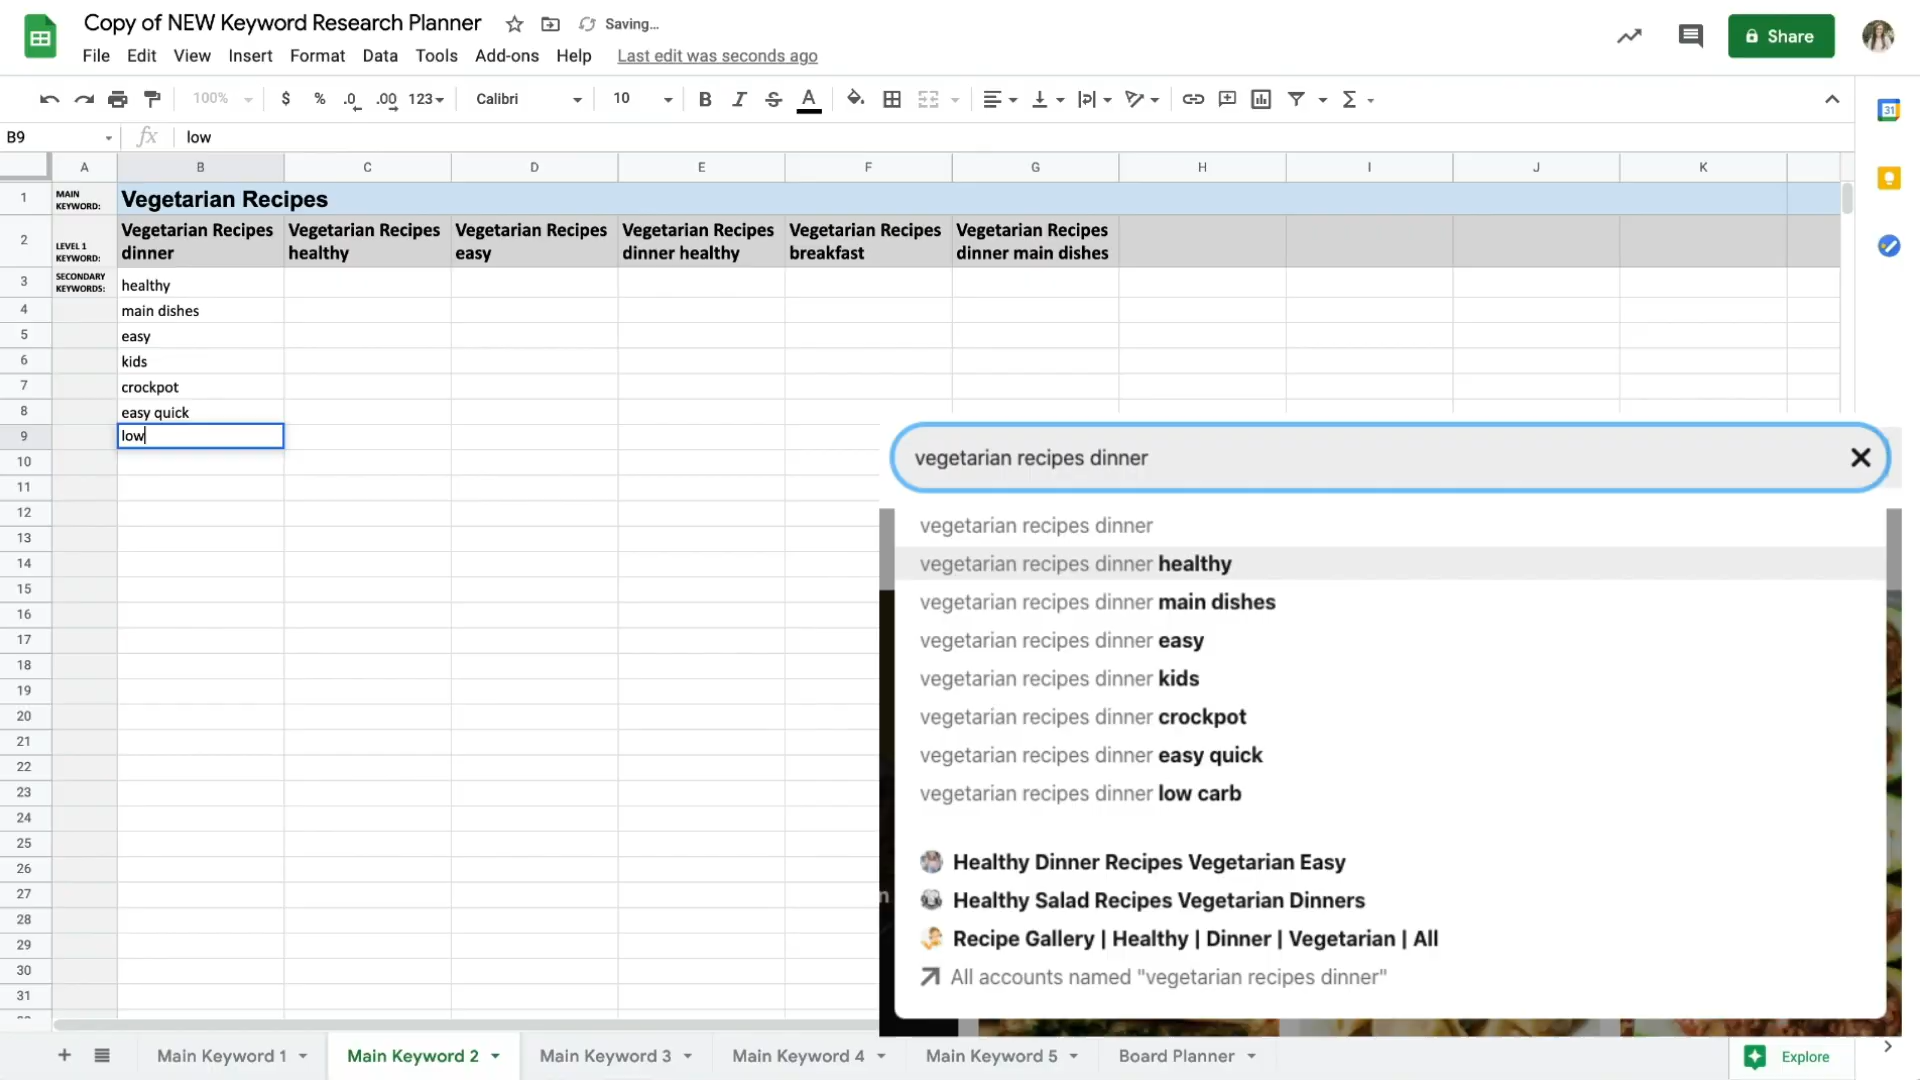 Copy of NEW Keyword Research Planner Saving...
File Edit View Insert Format Data Tools Add-ons Help Last edit was seconds ago
Share
100% $ % .0 .00 123 Calibri 10 B I S A Σ
31
B9 fx low
A B C D E F G H I J K
1 MAIN KEYWORD: Vegetarian Recipes
2 LEVEL 1 KEYWORD: Vegetarian Recipes dinner Vegetarian Recipes healthy Vegetarian Recipes easy Vegetarian Recipes dinner healthy Vegetarian Recipes breakfast Vegetarian Recipes dinner main dishes
3 SECONDARY KEYWORDS: healthy
4 main dishes
5 easy
6 kids
7 crockpot
8 easy quick
9 low
10
11
12
13
14
15
16
17
18
19
20
21
22
23
24
25
26
27
28
29
30
31
vegetarian recipes dinner
vegetarian recipes dinner
vegetarian recipes dinner healthy
vegetarian recipes dinner main dishes
vegetarian recipes dinner easy
vegetarian recipes dinner kids
vegetarian recipes dinner crockpot
vegetarian recipes dinner easy quick
vegetarian recipes dinner low carb
Healthy Dinner Recipes Vegetarian Easy
Healthy Salad Recipes Vegetarian Dinners
Recipe Gallery | Healthy | Dinner | Vegetarian | All
All accounts named "vegetarian recipes dinner"
Main Keyword 1 Main Keyword 2 Main Keyword 3 Main Keyword 4 Main Keyword 5 Board Planner Explore